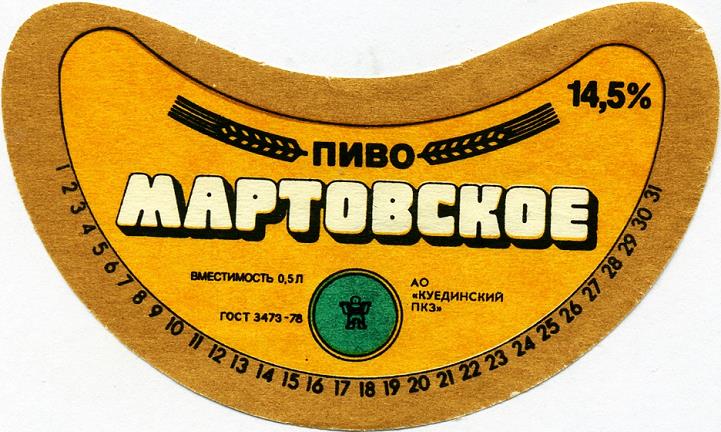 14,5%
ПИВО
МАРТОВСКОЕ
ВМЕСТИМОСТЬ 0,5 Л
ГОСТ 3473-78
АО
«КУЕДИНСКИЙ
ПКЗ»
1 2 3 4 5 6 7 8 9 10 11 12 13 14 15 16 17 18 19 20 21 22 23 24 25 26 27 28 29 30 31